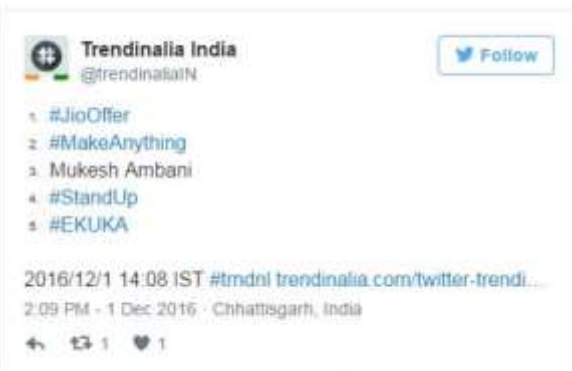 Trendinalia India
@trendinaliaIN
Follow
1. #JioOffer
2. #MakeAnything
3. Mukesh Ambani
4. #StandUp
5. #EKUKA
2016/12/1 14:08 IST #trndnl trendinalia.com/twitter-trendi...
2:09 PM - 1 Dec 2016 · Chhattisgarh, India
1 1